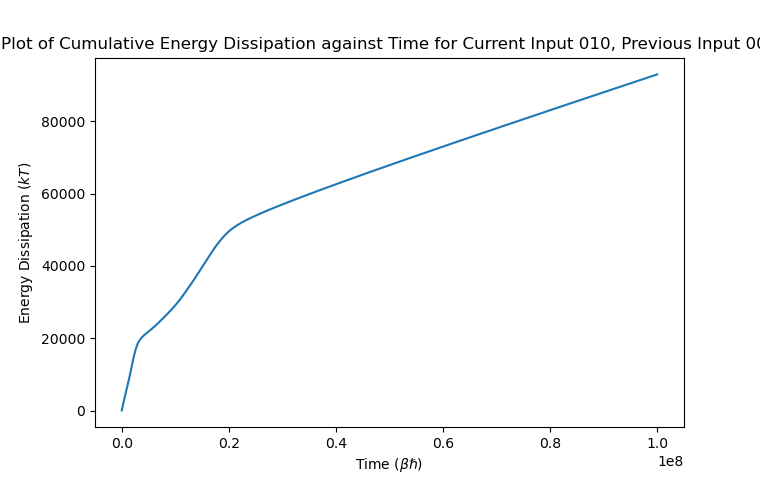 Plot of Cumulative Energy Dissipation against Time for Current Input 010, Previous Input 00
80000
60000
40000
20000
0
Energy Dissipation (kT)
0.0 0.2 0.4 0.6 0.8 1.0
1e8
Time (βℏ)